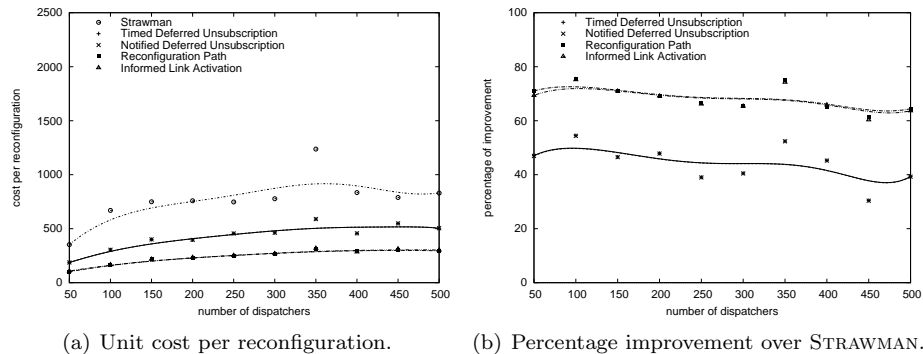 2500
2000
1500
1000
500
0
cost per reconfiguration
Strawman
Timed Deferred Unsubscription
Notified Deferred Unsubscription
Reconfiguration Path
Informed Link Activation
50 100 150 200 250 300 350 400 450 500
number of dispatchers
(a) Unit cost per reconfiguration.
100
80
60
40
20
0
percentage of improvement
Timed Deferred Unsubscription
Notified Deferred Unsubscription
Reconfiguration Path
Informed Link Activation
50 100 150 200 250 300 350 400 450 500
number of dispatchers
(b) Percentage improvement over STRAWMAN.